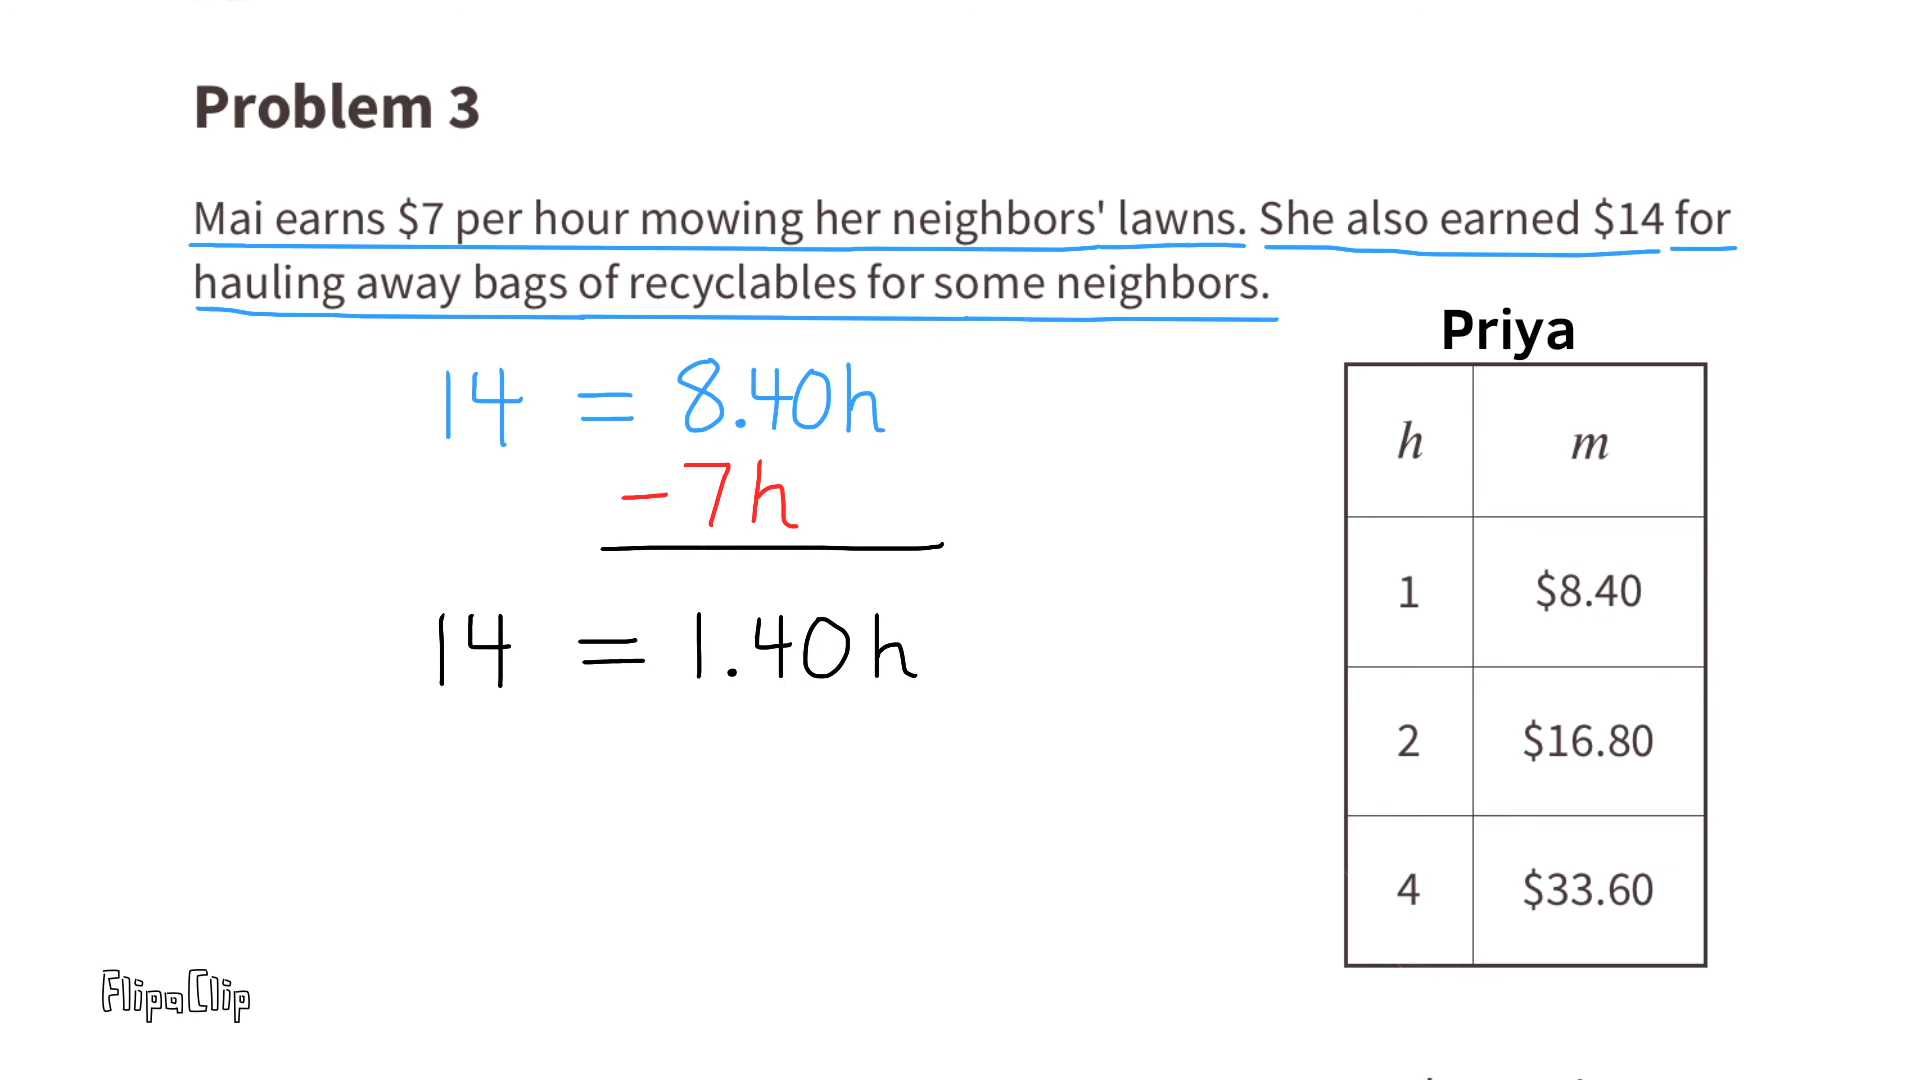 Problem 3
Mai earns $7 per hour mowing her neighbors' lawns. She also earned $14 for
hauling away bags of recyclables for some neighbors.
Priya
14 = 8.40h
-7h
14 = 1.40h
h m
1 $8.40
2 $16.80
4 $33.60
FlipaClip